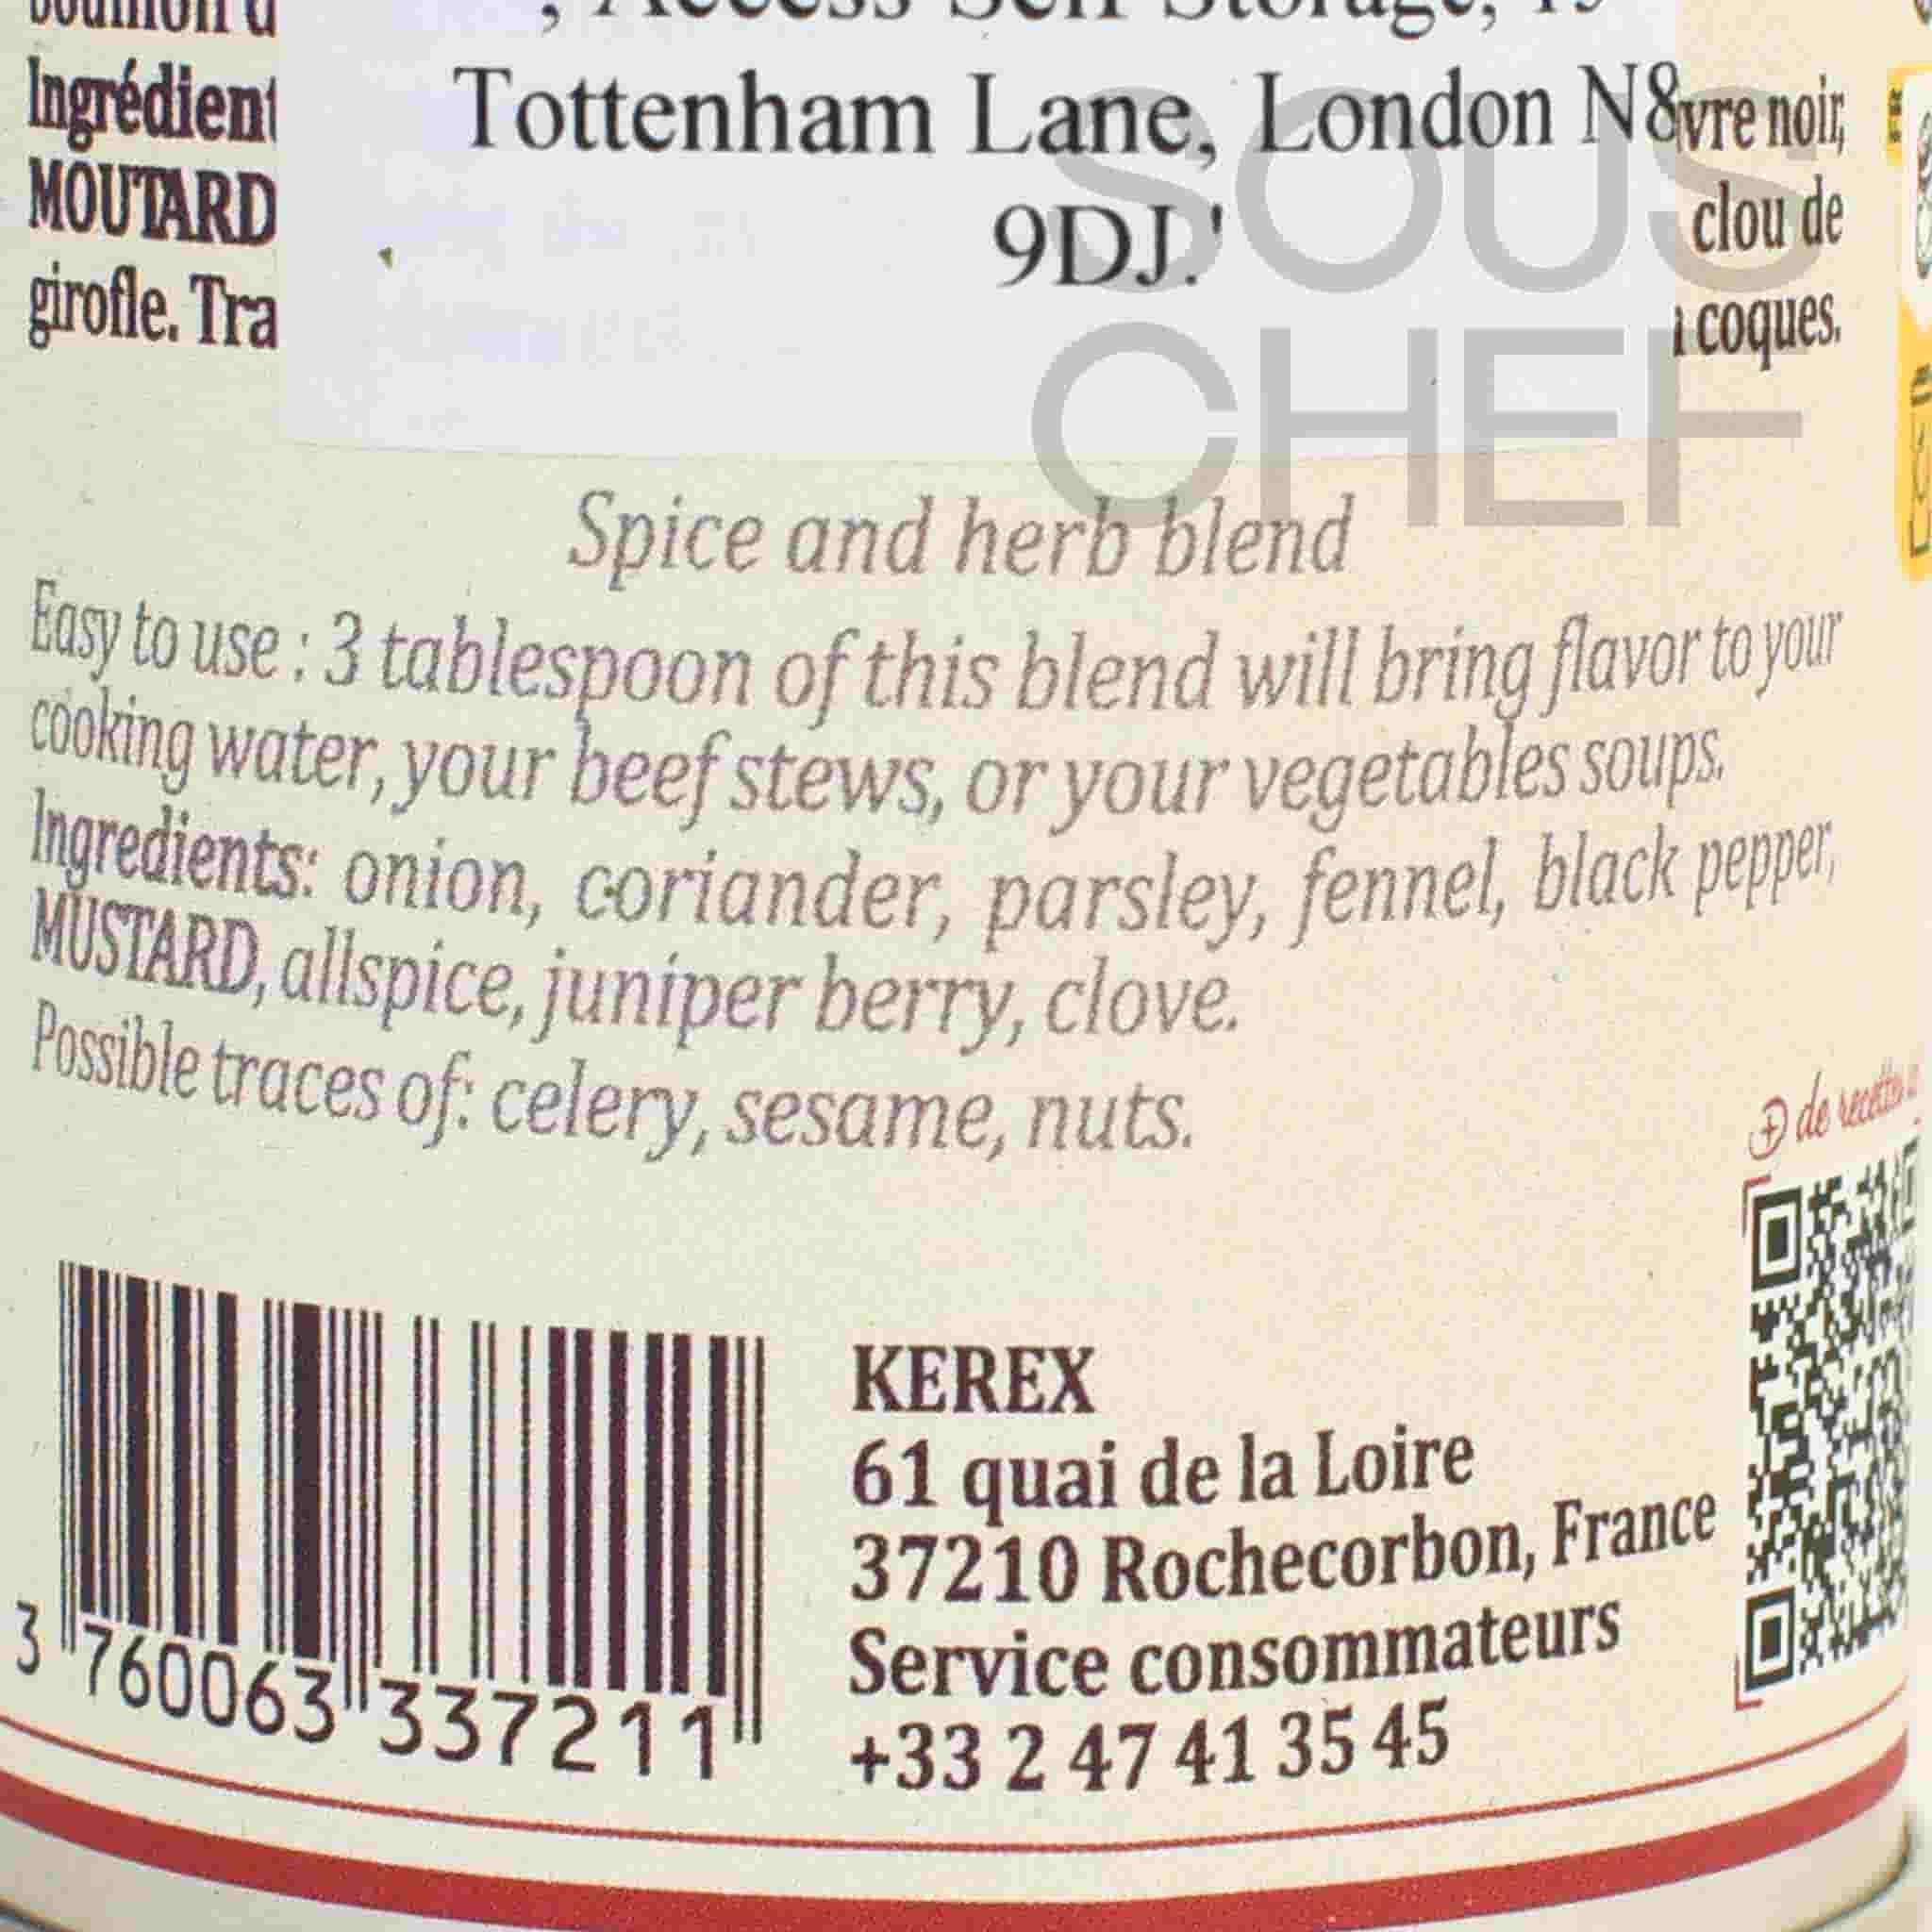 , Access Self Storage,
Ingrédient
Tottenham Lane, London N8
vre noir,
MOUTARD
9DJ.'
clou de
girofle. Tra
coques.
SOUS
CHEF
Spice and herb blend
Easy to use : 3 tablespoon of this blend will bring flavor to your
cooking water, your beef stews, or your vegetables soups.
Ingredients: onion, coriander, parsley, fennel, black pepper,
MUSTARD, allspice, juniper berry, clove.
Possible traces of: celery, sesame, nuts.
+ de recettes
KEREX
61 quai de la Loire
37210 Rochecorbon, France
Service consommateurs
+33 2 47 41 35 45
3 760063 337211
FR